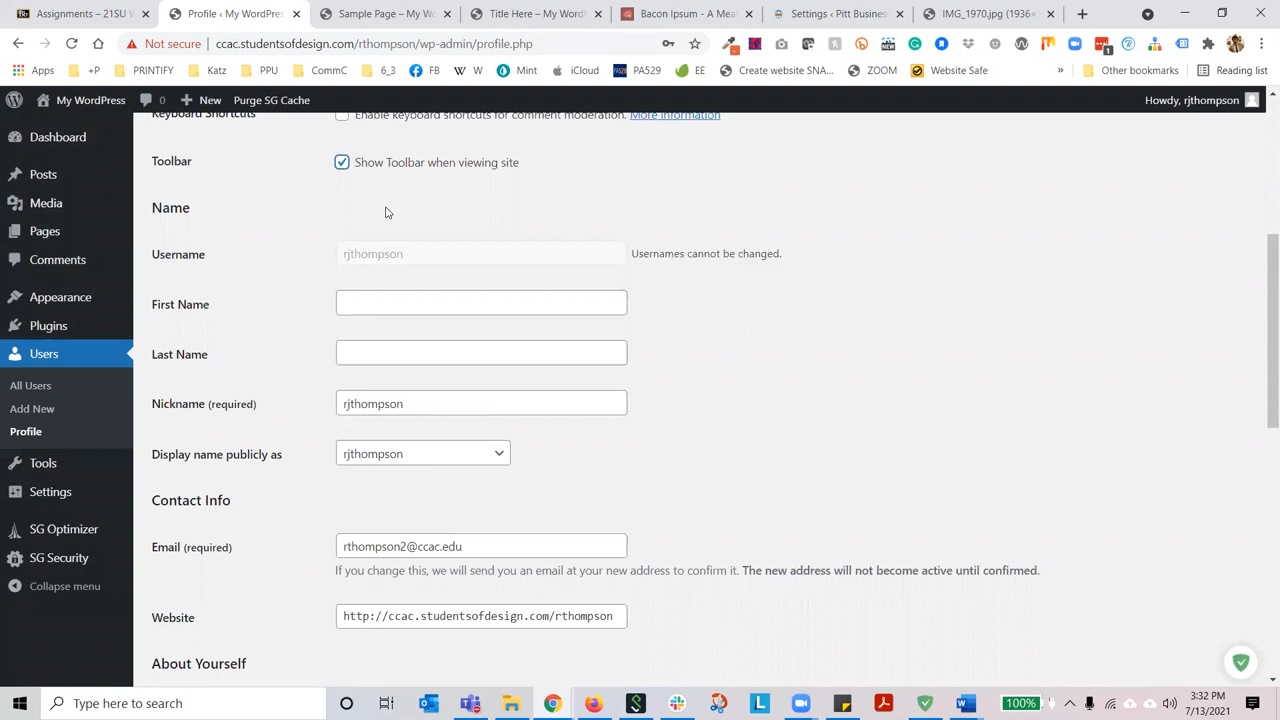 Assignments – 21SU W
Profile ‹ My WordPress
Sample Page – My WordP
Title Here – My WordP
Bacon Ipsum - A Meat
Settings ‹ Pitt Business
IMG_1970.jpg (1936×
Not secure
ccac.studentsofdesign.com/rthompson/wp-admin/profile.php
Apps
+P
PRINTIFY
Katz
PPU
CommC
6_3
FB
W
Mint
iCloud
PA529
EE
Create website SNA...
ZOOM
Website Safe
»
Other bookmarks
Reading list
My WordPress
0
New
Purge SG Cache
Howdy, rjthompson
Keyboard Shortcuts
Enable keyboard shortcuts for comment moderation. More information
Dashboard
Posts
Media
Pages
Comments
Appearance
Plugins
Users
All Users
Add New
Profile
Tools
Settings
SG Optimizer
SG Security
Collapse menu
Toolbar
Show Toolbar when viewing site
Name
Username
rjthompson
Usernames cannot be changed.
First Name
Last Name
Nickname (required)
rjthompson
Display name publicly as
rjthompson
Contact Info
Email (required)
rthompson2@ccac.edu
If you change this, we will send you an email at your new address to confirm it. The new address will not become active until confirmed.
Website
http://ccac.studentsofdesign.com/rthompson
About Yourself
Type here to search
100%
3:32 PM
7/13/2021